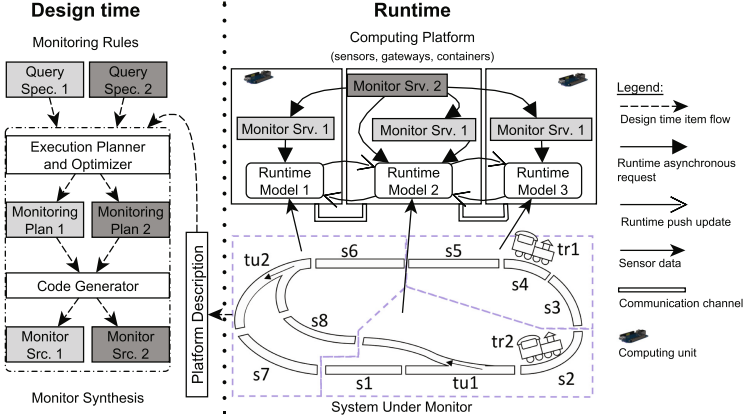 Design time
Monitoring Rules
Query
Spec. 1
Query
Spec. 2
Execution Planner
and Optimizer
Monitoring
Plan 1
Monitoring
Plan 2
Code Generator
Monitor
Src. 1
Monitor
Src. 2
Monitor Synthesis
Platform Description
Runtime
Computing Platform
(sensors, gateways, containers)
Monitor Srv. 2
Monitor Srv. 1
Monitor Srv. 1
Monitor Srv. 1
Runtime
Model 1
Runtime
Model 2
Runtime
Model 3
s6
s5
tr1
tu2
s4
s3
s8
tr2
s7
s1
tu1
s2
System Under Monitor
Legend:
Design time item flow
Runtime asynchronous
request
Runtime push update
Sensor data
Communication channel
Computing unit